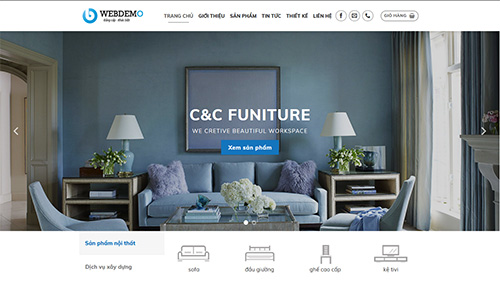 WEBDEMO
Đẳng cấp - Khác biệt
TRANG CHỦ GIỚI THIỆU SẢN PHẨM TIN TỨC THIẾT KẾ LIÊN HỆ GIỎ HÀNG
C&C FUNITURE
WE CRETIVE BEAUTIFUL WORKSPACE
Xem sản phẩm
Sản phẩm nội thất
Dịch vụ xây dựng
sofa đầu giường ghế cao cấp kệ tivi